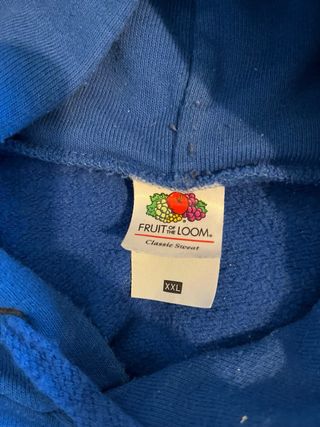 FRUIT OF THE LOOM®
Classic Sweat
XXL